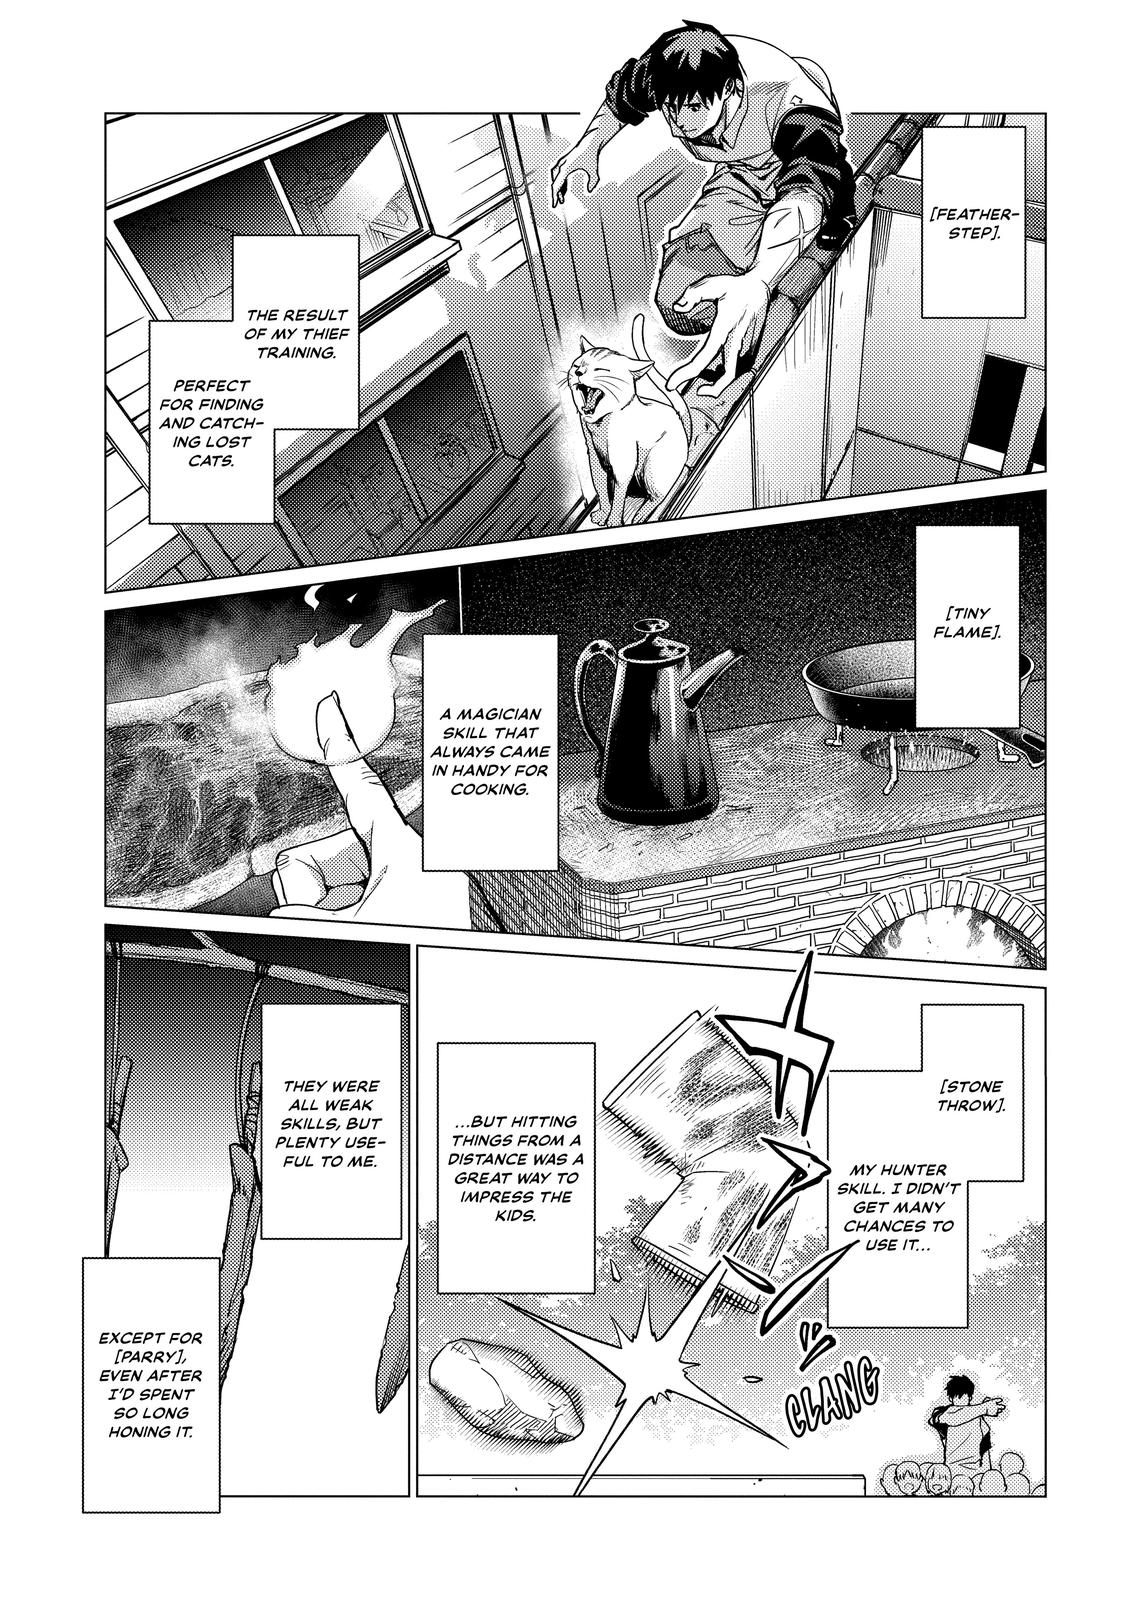 [FEATHER-
STEP].
THE RESULT
OF MY THIEF
TRAINING.
PERFECT
FOR FINDING
AND CATCH-
ING LOST
CATS.
[TINY
FLAME].
A MAGICIAN
SKILL THAT
ALWAYS CAME
IN HANDY FOR
COOKING.
[STONE
THROW].
MY HUNTER
SKILL. I DIDN'T
GET MANY
CHANCES TO
USE IT...
...BUT HITTING
THINGS FROM A
DISTANCE WAS A
GREAT WAY TO
IMPRESS THE
KIDS.
CLANG
THEY WERE
ALL WEAK
SKILLS, BUT
PLENTY USE-
FUL TO ME.
EXCEPT FOR
[PARRY],
EVEN AFTER
I'D SPENT
SO LONG
HONING IT.